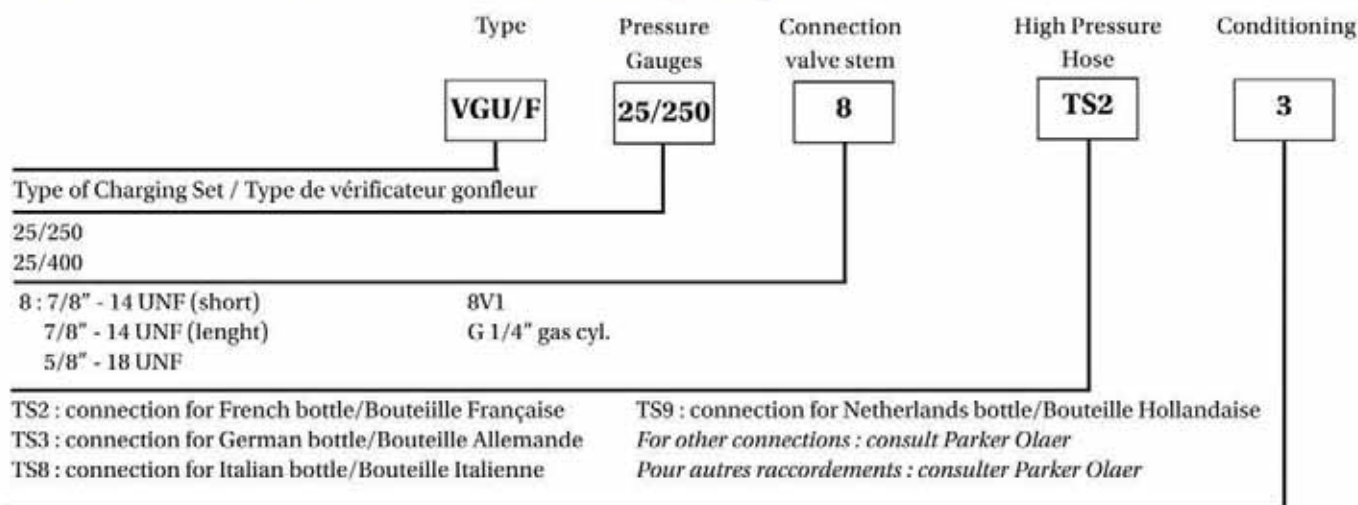 Type Pressure Connection High Pressure Conditioning
Gauges valve stem Hose
VGU/F 25/250 8 TS2 3
Type of Charging Set / Type de vérificateur gonfleur
25/250
25/400
8 : 7/8" - 14 UNF (short) 8V1
7/8" - 14 UNF (lenght) G 1/4" gas cyl.
5/8" - 18 UNF
TS2 : connection for French bottle/Bouteiille Française TS9 : connection for Netherlands bottle/Bouteille Hollandaise
TS3 : connection for German bottle/Bouteille Allemande For other connections : consult Parker Olaer
TS8 : connection for Italian bottle/Bouteille Italienne Pour autres raccordements : consulter Parker Olaer